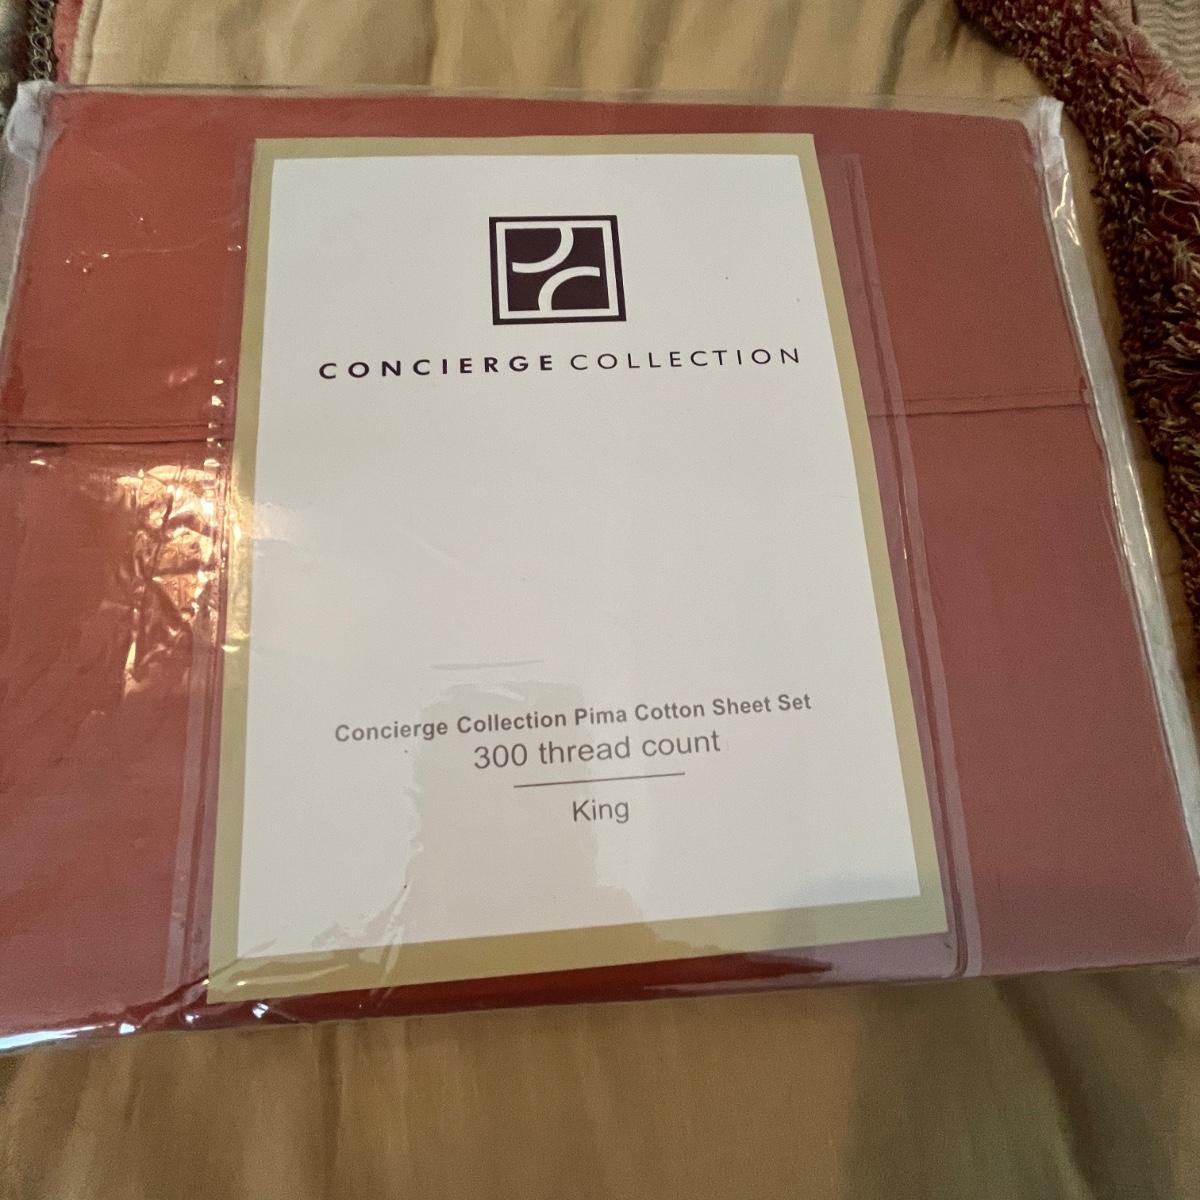 CONCIERGE COLLECTION
Concierge Collection Pima Cotton Sheet Set
300 thread count
King